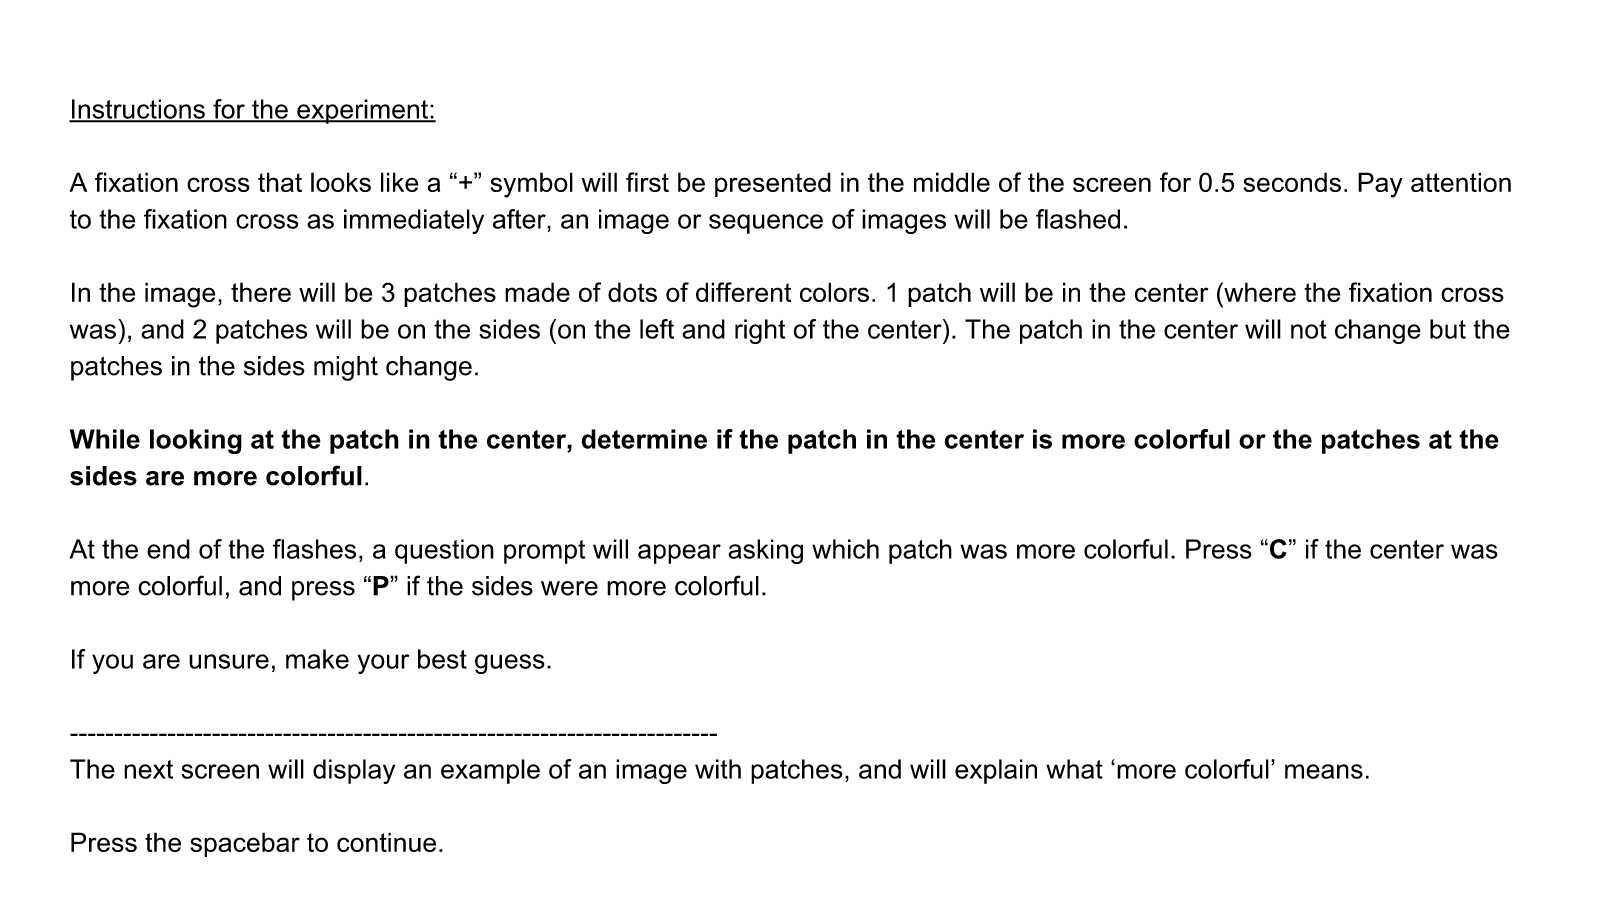 Instructions for the experiment:
A fixation cross that looks like a “+” symbol will first be presented in the middle of the screen for 0.5 seconds. Pay attention
to the fixation cross as immediately after, an image or sequence of images will be flashed.
In the image, there will be 3 patches made of dots of different colors. 1 patch will be in the center (where the fixation cross
was), and 2 patches will be on the sides (on the left and right of the center). The patch in the center will not change but the
patches in the sides might change.
While looking at the patch in the center, determine if the patch in the center is more colorful or the patches at the
sides are more colorful.
At the end of the flashes, a question prompt will appear asking which patch was more colorful. Press “C” if the center was
more colorful, and press “P” if the sides were more colorful.
If you are unsure, make your best guess.
-------------------------------------------------------------------------
The next screen will display an example of an image with patches, and will explain what ‘more colorful’ means.
Press the spacebar to continue.